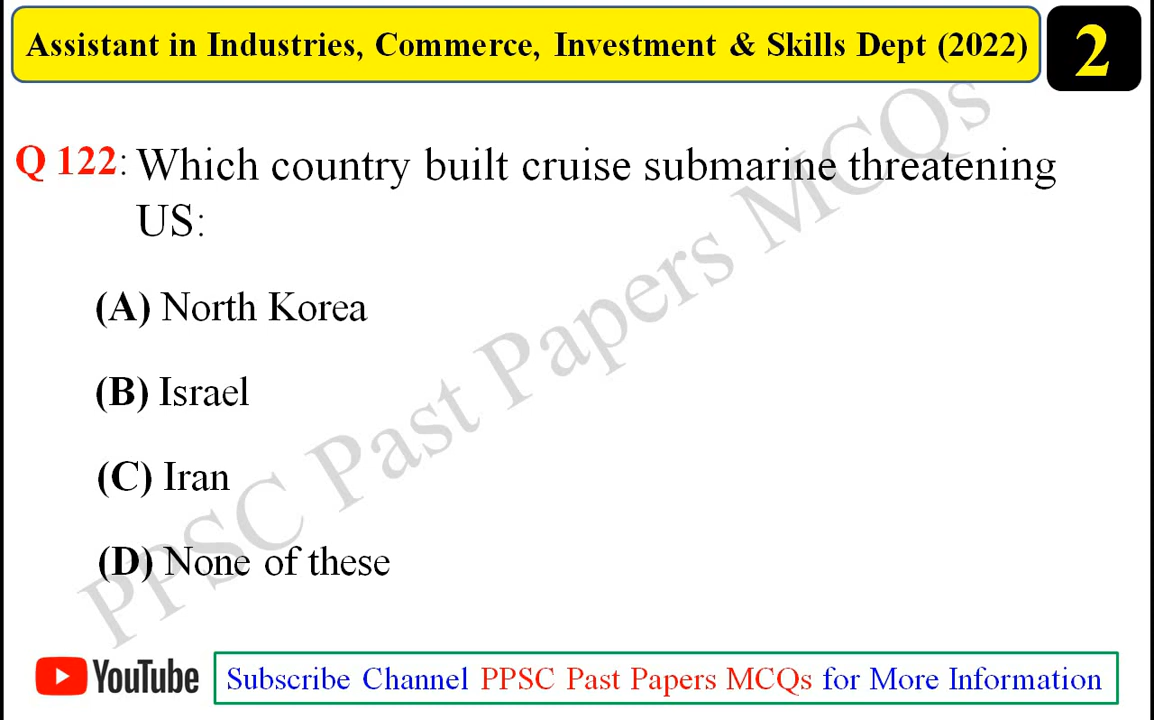 Assistant in Industries, Commerce, Investment & Skills Dept (2022)
2
Q 122: Which country built cruise submarine threatening
US:
(A) North Korea
(B) Israel
(C) Iran
(D) None of these
PPSC Past Papers MCQs
YouTube
Subscribe Channel PPSC Past Papers MCQs for More Information